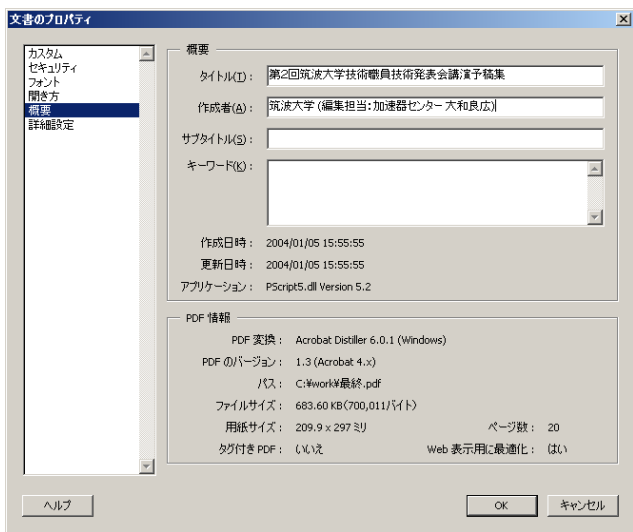 文書のプロパティ
カスタム
セキュリティ
フォント
開き方
概要
詳細設定
概要
タイトル(T): 第2回筑波大学技術職員技術発表会講演予稿集
作成者(A): 筑波大学(編集担当:加速器センター 大和良広)
サブタイトル(S):
キーワード(K):
作成日時: 2004/01/05 15:55:55
更新日時: 2004/01/05 15:55:55
アプリケーション: PScript5.dll Version 5.2
PDF 情報
PDF 変換: Acrobat Distiller 6.0.1 (Windows)
PDF のバージョン: 1.3 (Acrobat 4.x)
パス: C:¥work¥最終.pdf
ファイルサイズ: 683.60 KB(700,011バイト)
用紙サイズ: 209.9 x 297 ミリ ページ数: 20
タグ付き PDF: いいえ Web 表示用に最適化: はい
ヘルプ OK キャンセル